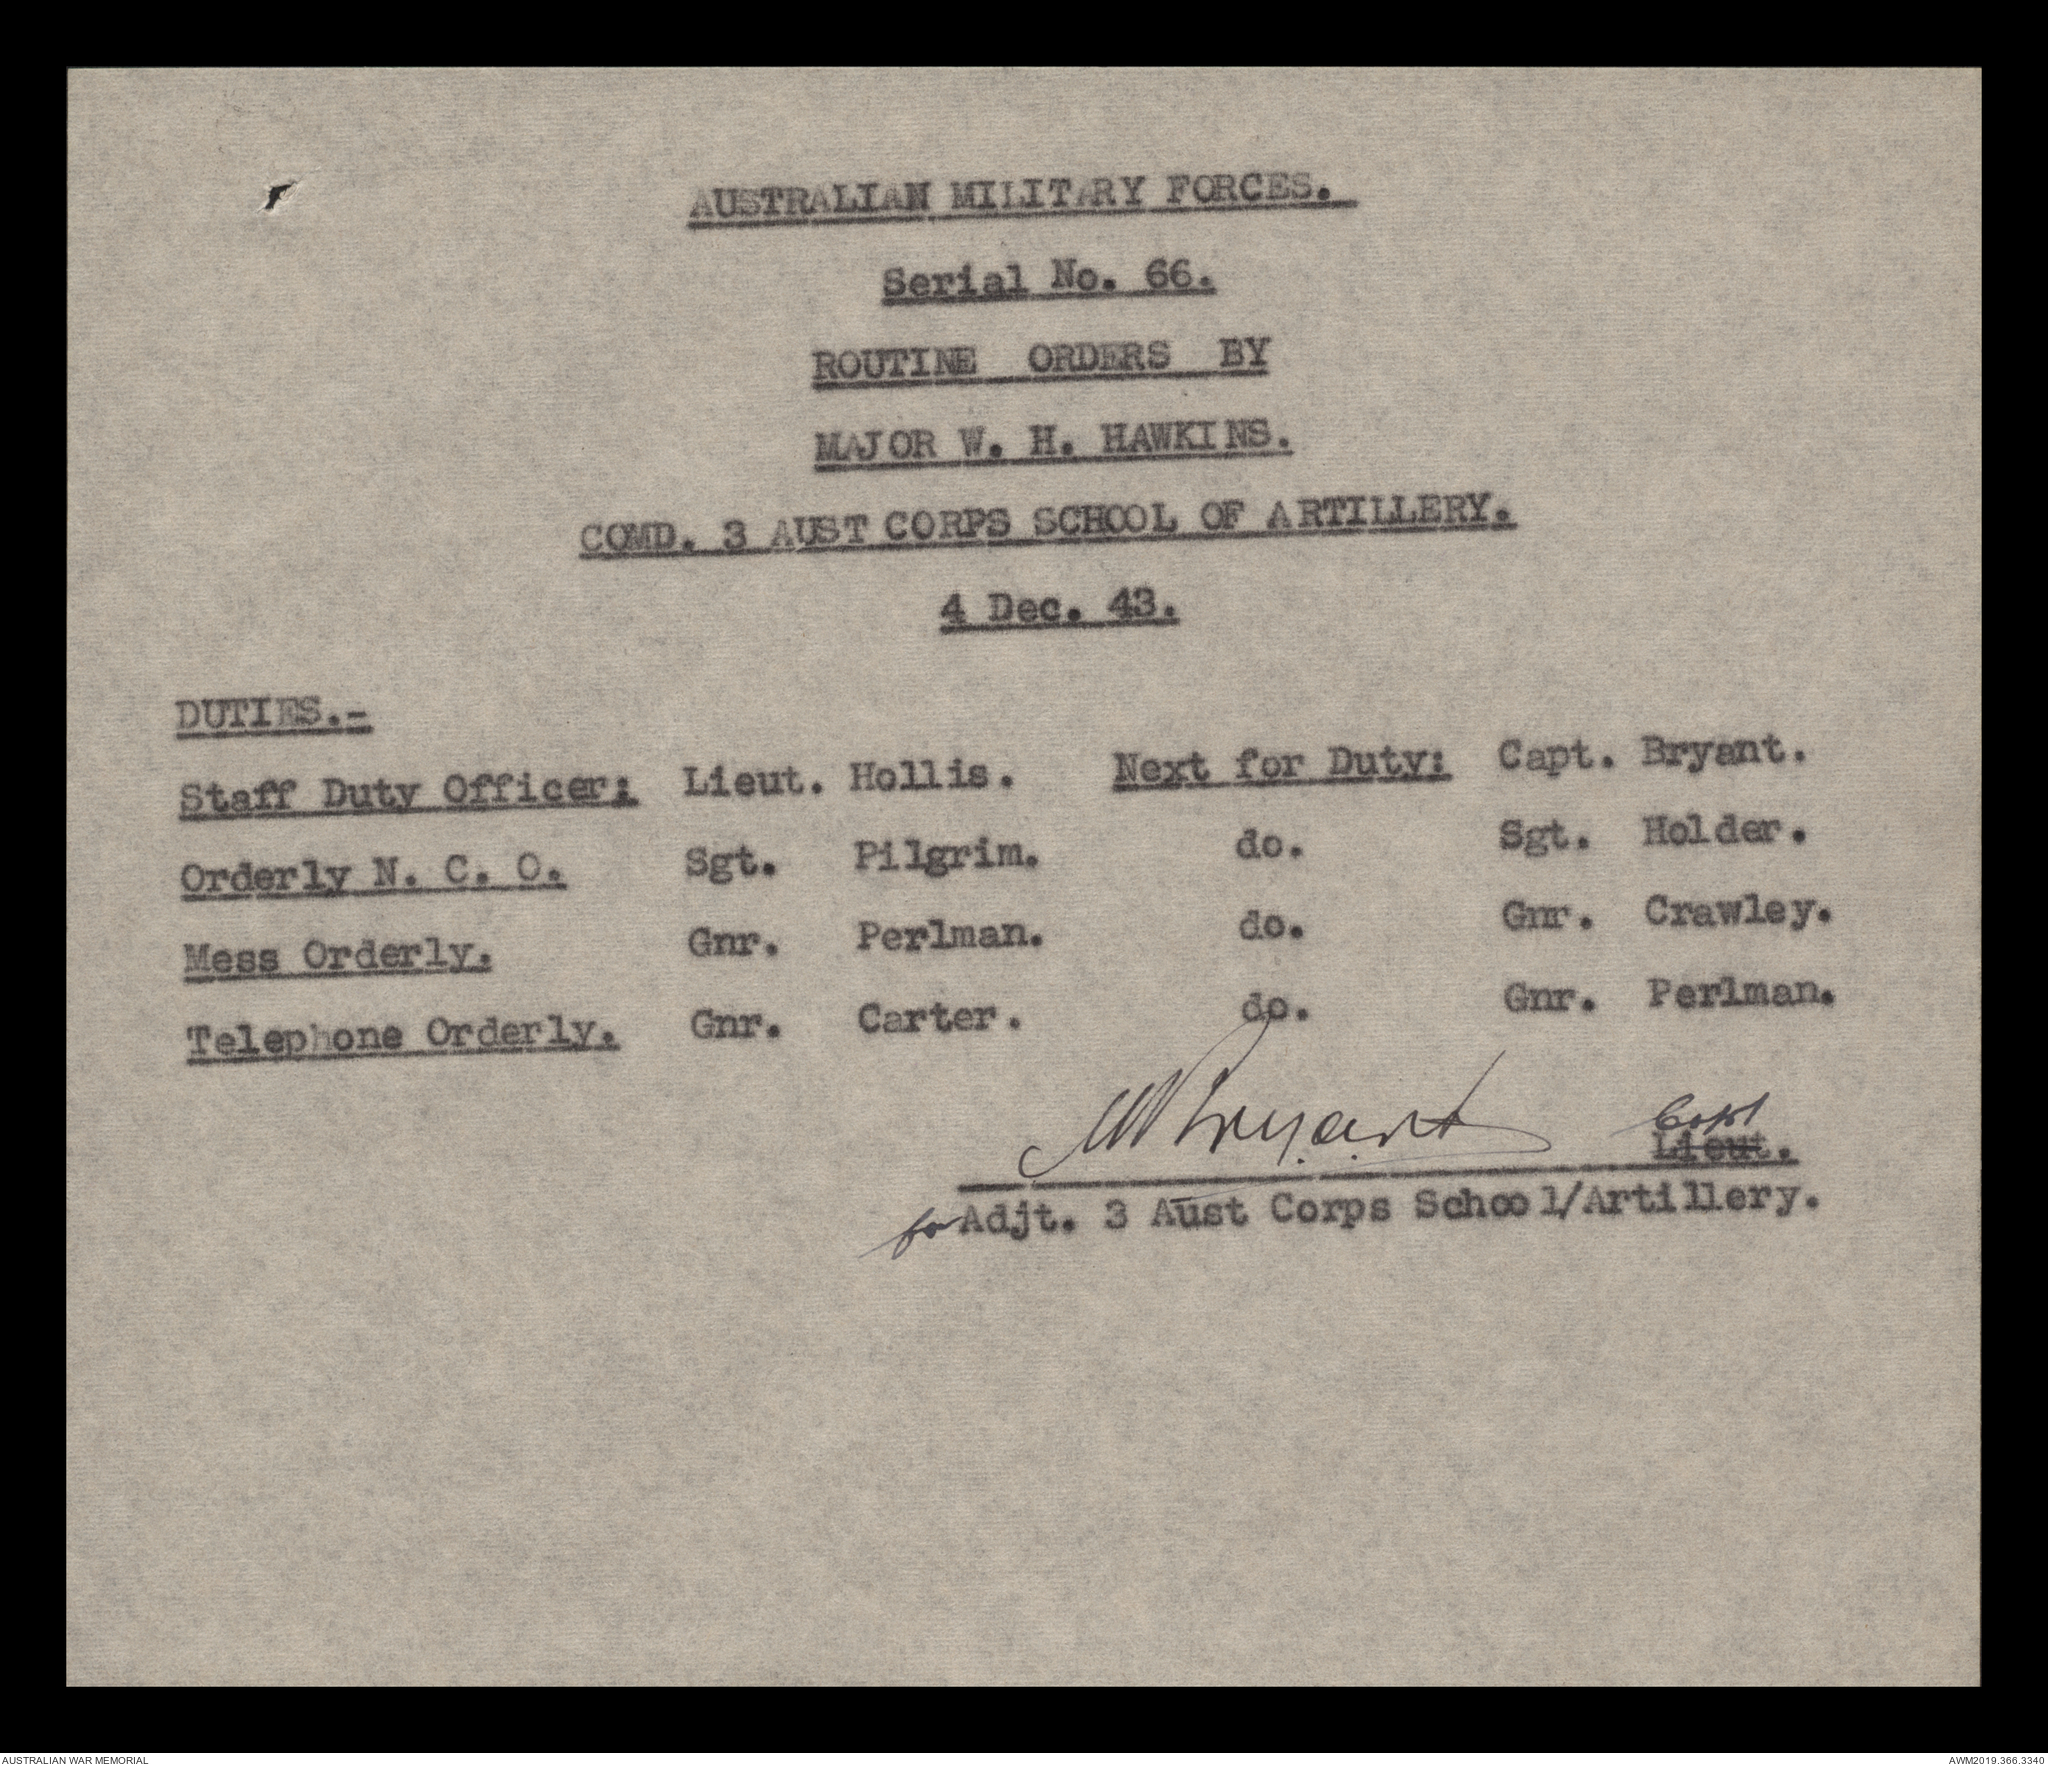 AUSTRALIAN MILITARY FORCES.
Serial No. 66.
ROUTINE ORDERS BY
MAJOR W. H. HAWKINS.
COMD. 3 AUST CORPS SCHOOL OF ARTILLERY.
4 Dec. 43.
DUTIES.-
Staff Duty Officer: Lieut. Hollis. Next for Duty: Capt. Bryant.
Orderly N. C. O. Sgt. Pilgrim. do. Sgt. Holder.
Mess Orderly. Gnr. Perlman. do. Gnr. Crawley.
Telephone Orderly. Gnr. Carter. do. Gnr. Perlman.
Bryant Capt
Lieut.
for Adjt. 3 Aust Corps School/Artillery.
AUSTRALIAN WAR MEMORIAL
AWM2019.366.3340